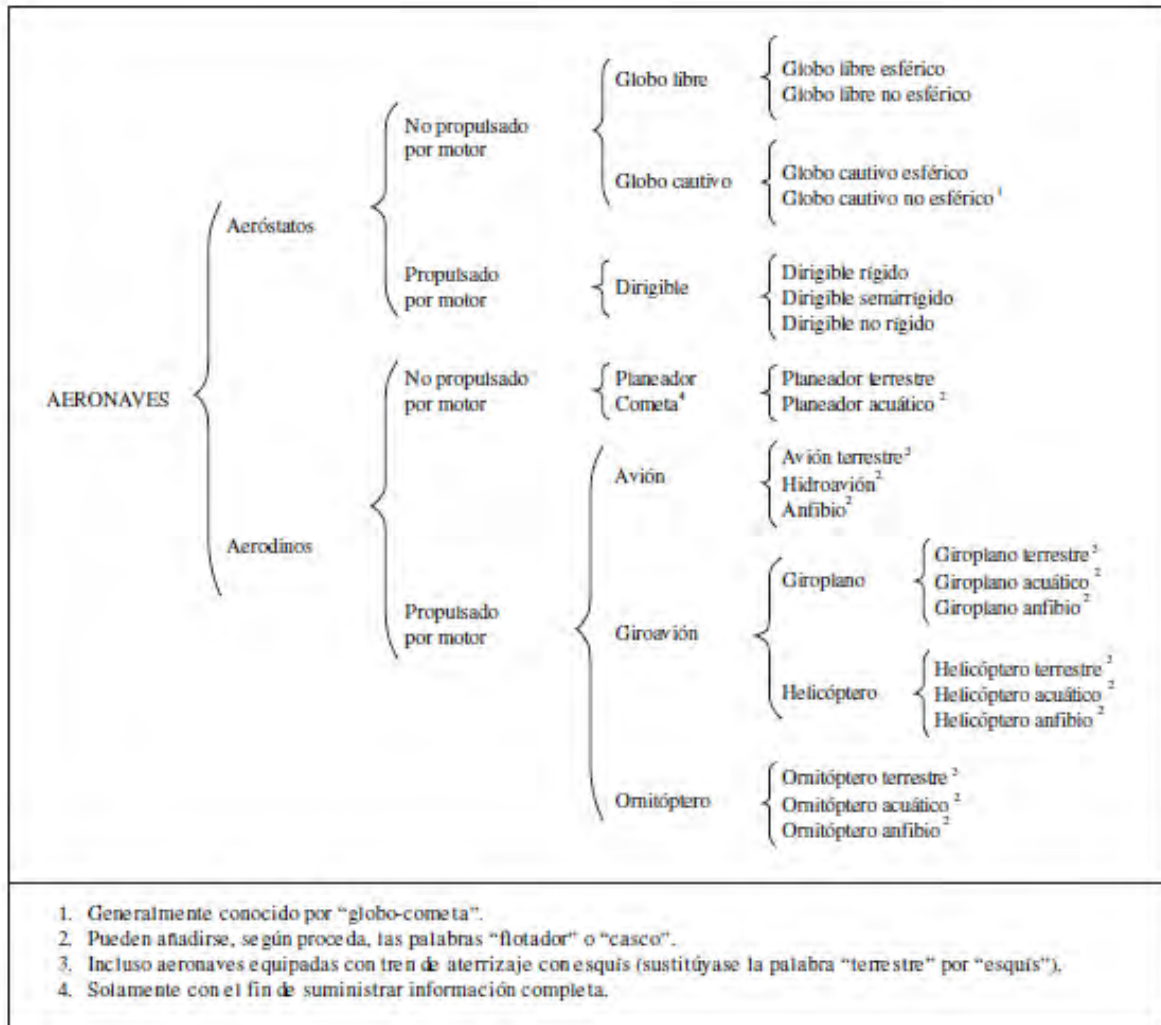 Globo libre
Globo libre esférico
Globo libre no esférico
No propulsado
por motor
Globo cautivo
Globo cautivo esférico
Globo cautivo no esférico 1
Aeróstatos
Propulsado
por motor
Dirigible
Dirigible rígido
Dirigible semirrígido
Dirigible no rígido
AERONAVES
No propulsado
por motor
Planeador
Cometa4
Planeador terrestre
Planeador acuático 2
Avión
Avión terrestre
Hidroavión2
Anfibio2
Aerodinos
Propulsado
por motor
Giroavión
Giroplano
Giroplano terrestre
Giroplano acuático 2
Giroplano anfibio 2
Helicóptero
Helicóptero terrestre
Helicóptero acuático 2
Helicóptero anfibio 2
Ornitóptero
Ornitóptero terrestre
Ornitóptero acuático 2
Ornitóptero anfibio 2
1. Generalmente conocido por “globo-cometa”.
2. Pueden añadirse, según proceda, las palabras “flotador” o “casco”.
3. Incluso aeronaves equipadas con tren de aterrizaje con esquís (sustitúyase la palabra “terrestre” por “esquís”).
4. Solamente con el fin de suministrar información completa.